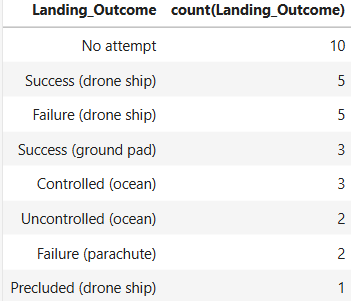 Landing_Outcome count(Landing_Outcome)
No attempt 10
Success (drone ship) 5
Failure (drone ship) 5
Success (ground pad) 3
Controlled (ocean) 3
Uncontrolled (ocean) 2
Failure (parachute) 2
Precluded (drone ship) 1